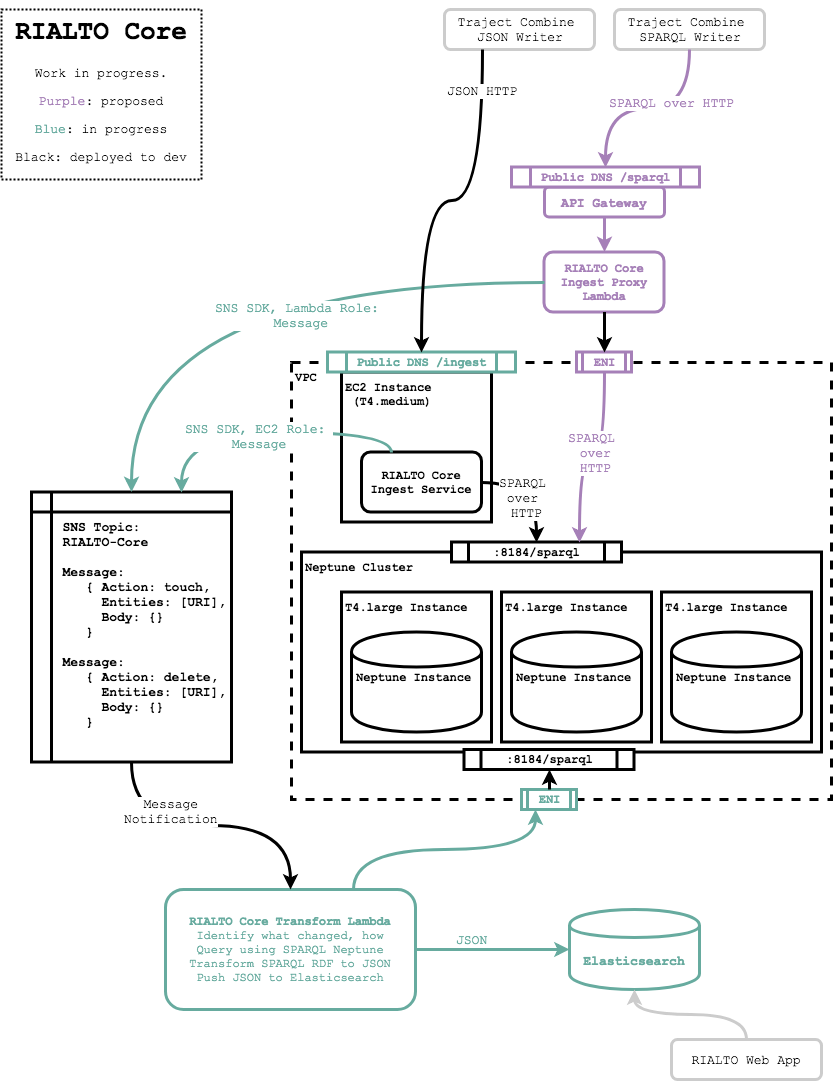 RIALTO Core
Work in progress.
Purple: proposed
Blue: in progress
Black: deployed to dev
Traject Combine
JSON Writer
Traject Combine
SPARQL Writer
JSON HTTP
SPARQL over HTTP
Public DNS /sparql
API Gateway
RIALTO Core
Ingest Proxy
Lambda
SNS SDK, Lambda Role:
Message
Public DNS /ingest
ENI
VPC
EC2 Instance
(T4.medium)
SNS SDK, EC2 Role:
Message
SPARQL
over
HTTP
RIALTO Core
Ingest Service
SPARQL
over
HTTP
SNS Topic:
RIALTO-Core
Message:
{ Action: touch,
Entities: [URI],
Body: {}
}
Message:
{ Action: delete,
Entities: [URI],
Body: {}
}
:8184/sparql
Neptune Cluster
T4.large Instance
T4.large Instance
T4.large Instance
Neptune Instance
Neptune Instance
Neptune Instance
:8184/sparql
ENI
Message
Notification
RIALTO Core Transform Lambda
Identify what changed, how
Query using SPARQL Neptune
Transform SPARQL RDF to JSON
Push JSON to Elasticsearch
JSON
Elasticsearch
RIALTO Web App